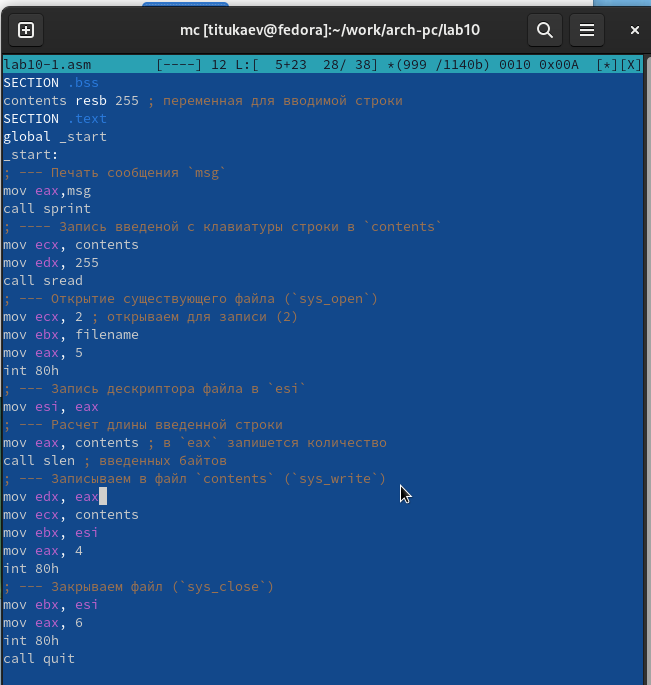 mc [titukaev@fedora]:~/work/arch-pc/lab10
lab10-1.asm [----] 12 L:[ 5+23 28/ 38] *(999 /1140b) 0010 0x00A [*][X]
SECTION .bss
contents resb 255 ; переменная для вводимой строки
SECTION .text
global _start
_start:
; --- Печать сообщения `msg`
mov eax,msg
call sprint
; ---- Запись введеной с клавиатуры строки в `contents`
mov ecx, contents
mov edx, 255
call sread
; --- Открытие существующего файла (`sys_open`)
mov ecx, 2 ; открываем для записи (2)
mov ebx, filename
mov eax, 5
int 80h
; --- Запись дескриптора файла в `esi`
mov esi, eax
; --- Расчет длины введенной строки
mov eax, contents ; в `eax` запишется количество
call slen ; введенных байтов
; --- Записываем в файл `contents` (`sys_write`)
mov edx, eax
mov ecx, contents
mov ebx, esi
mov eax, 4
int 80h
; --- Закрываем файл (`sys_close`)
mov ebx, esi
mov eax, 6
int 80h
call quit